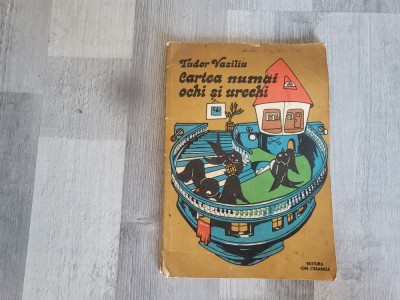 Tudor Vasiliu
Cartea numai
ochi și urechi
EDITURA
ION CREANGĂ